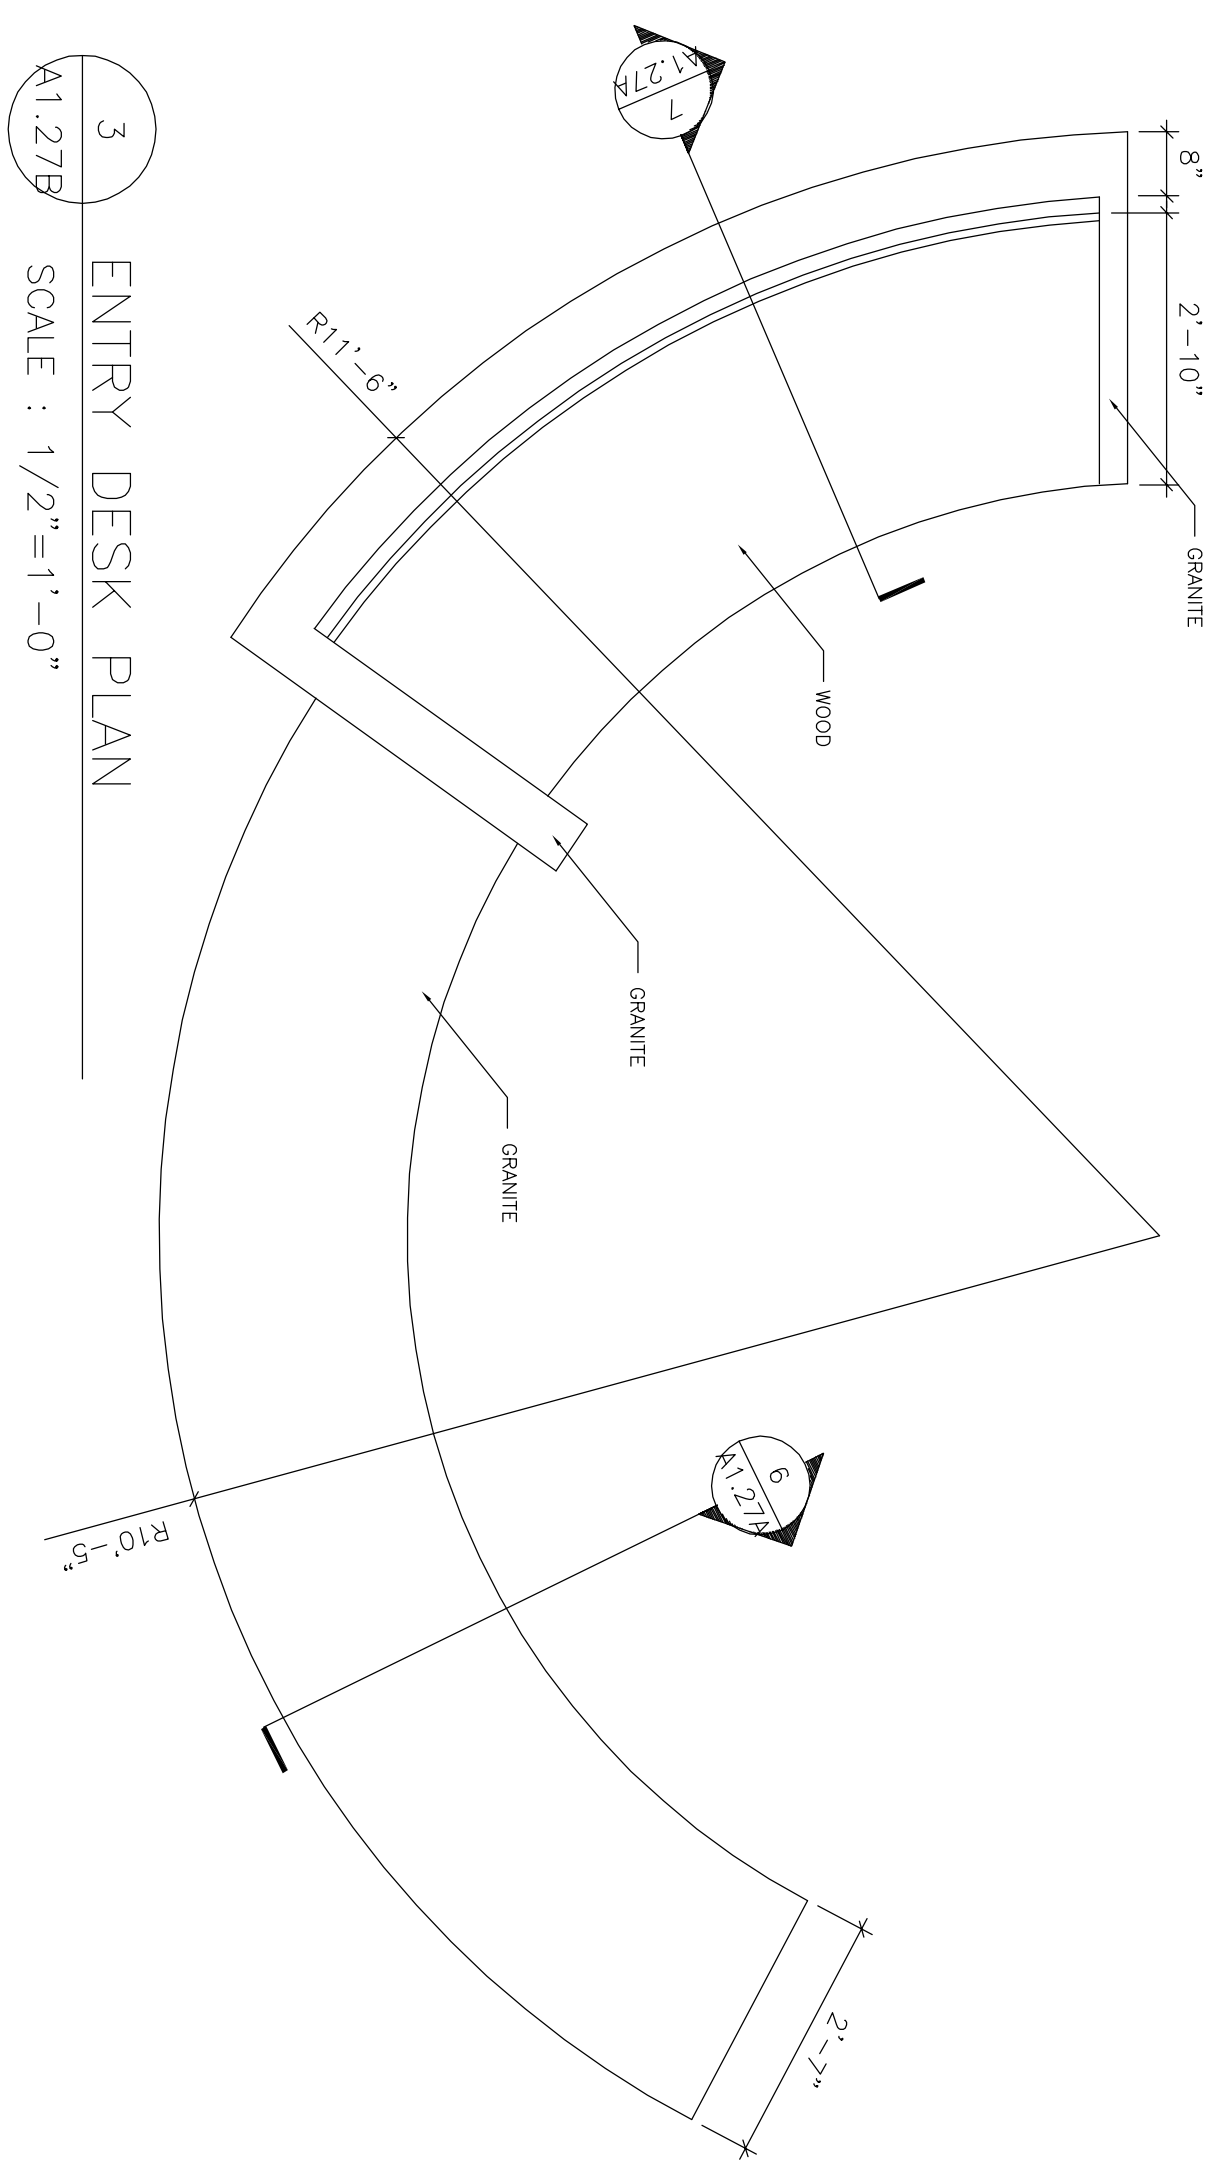 8”
2’-10”
GRANITE
7
A1.27A
WOOD
R11’-6”
GRANITE
GRANITE
6
A1.27A
R10’-5”
2’-7”
3
A1.27B
ENTRY DESK PLAN
SCALE : 1/2”=1’-0”